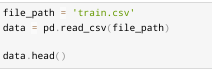 file_path = 'train.csv'
data = pd.read_csv(file_path)
data.head()